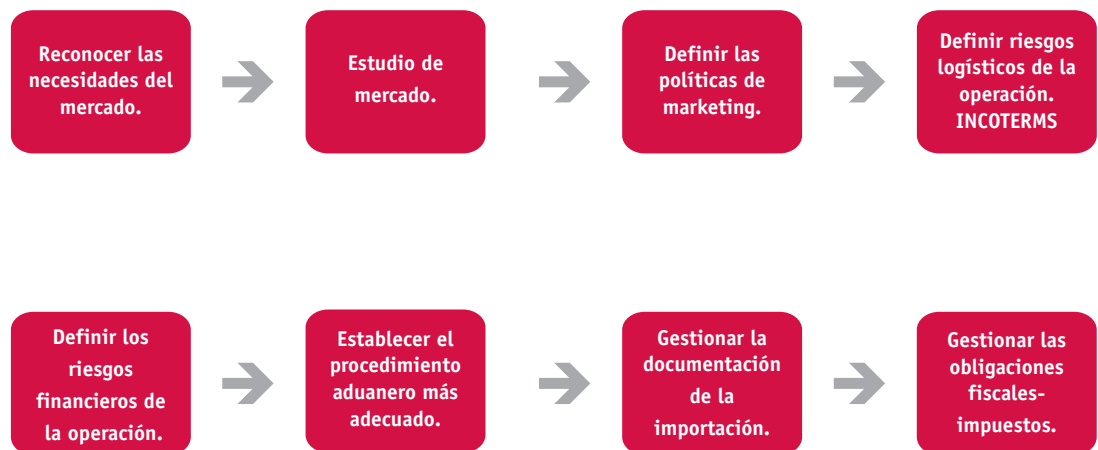 Reconocer las
necesidades del
mercado.
Estudio de
mercado.
Definir las
políticas de
marketing.
Definir riesgos
logísticos de la
operación.
INCOTERMS
Definir los
riesgos
financieros de
la operación.
Establecer el
procedimiento
aduanero más
adecuado.
Gestionar la
documentación
de la
importación.
Gestionar las
obligaciones
fiscales-
impuestos.